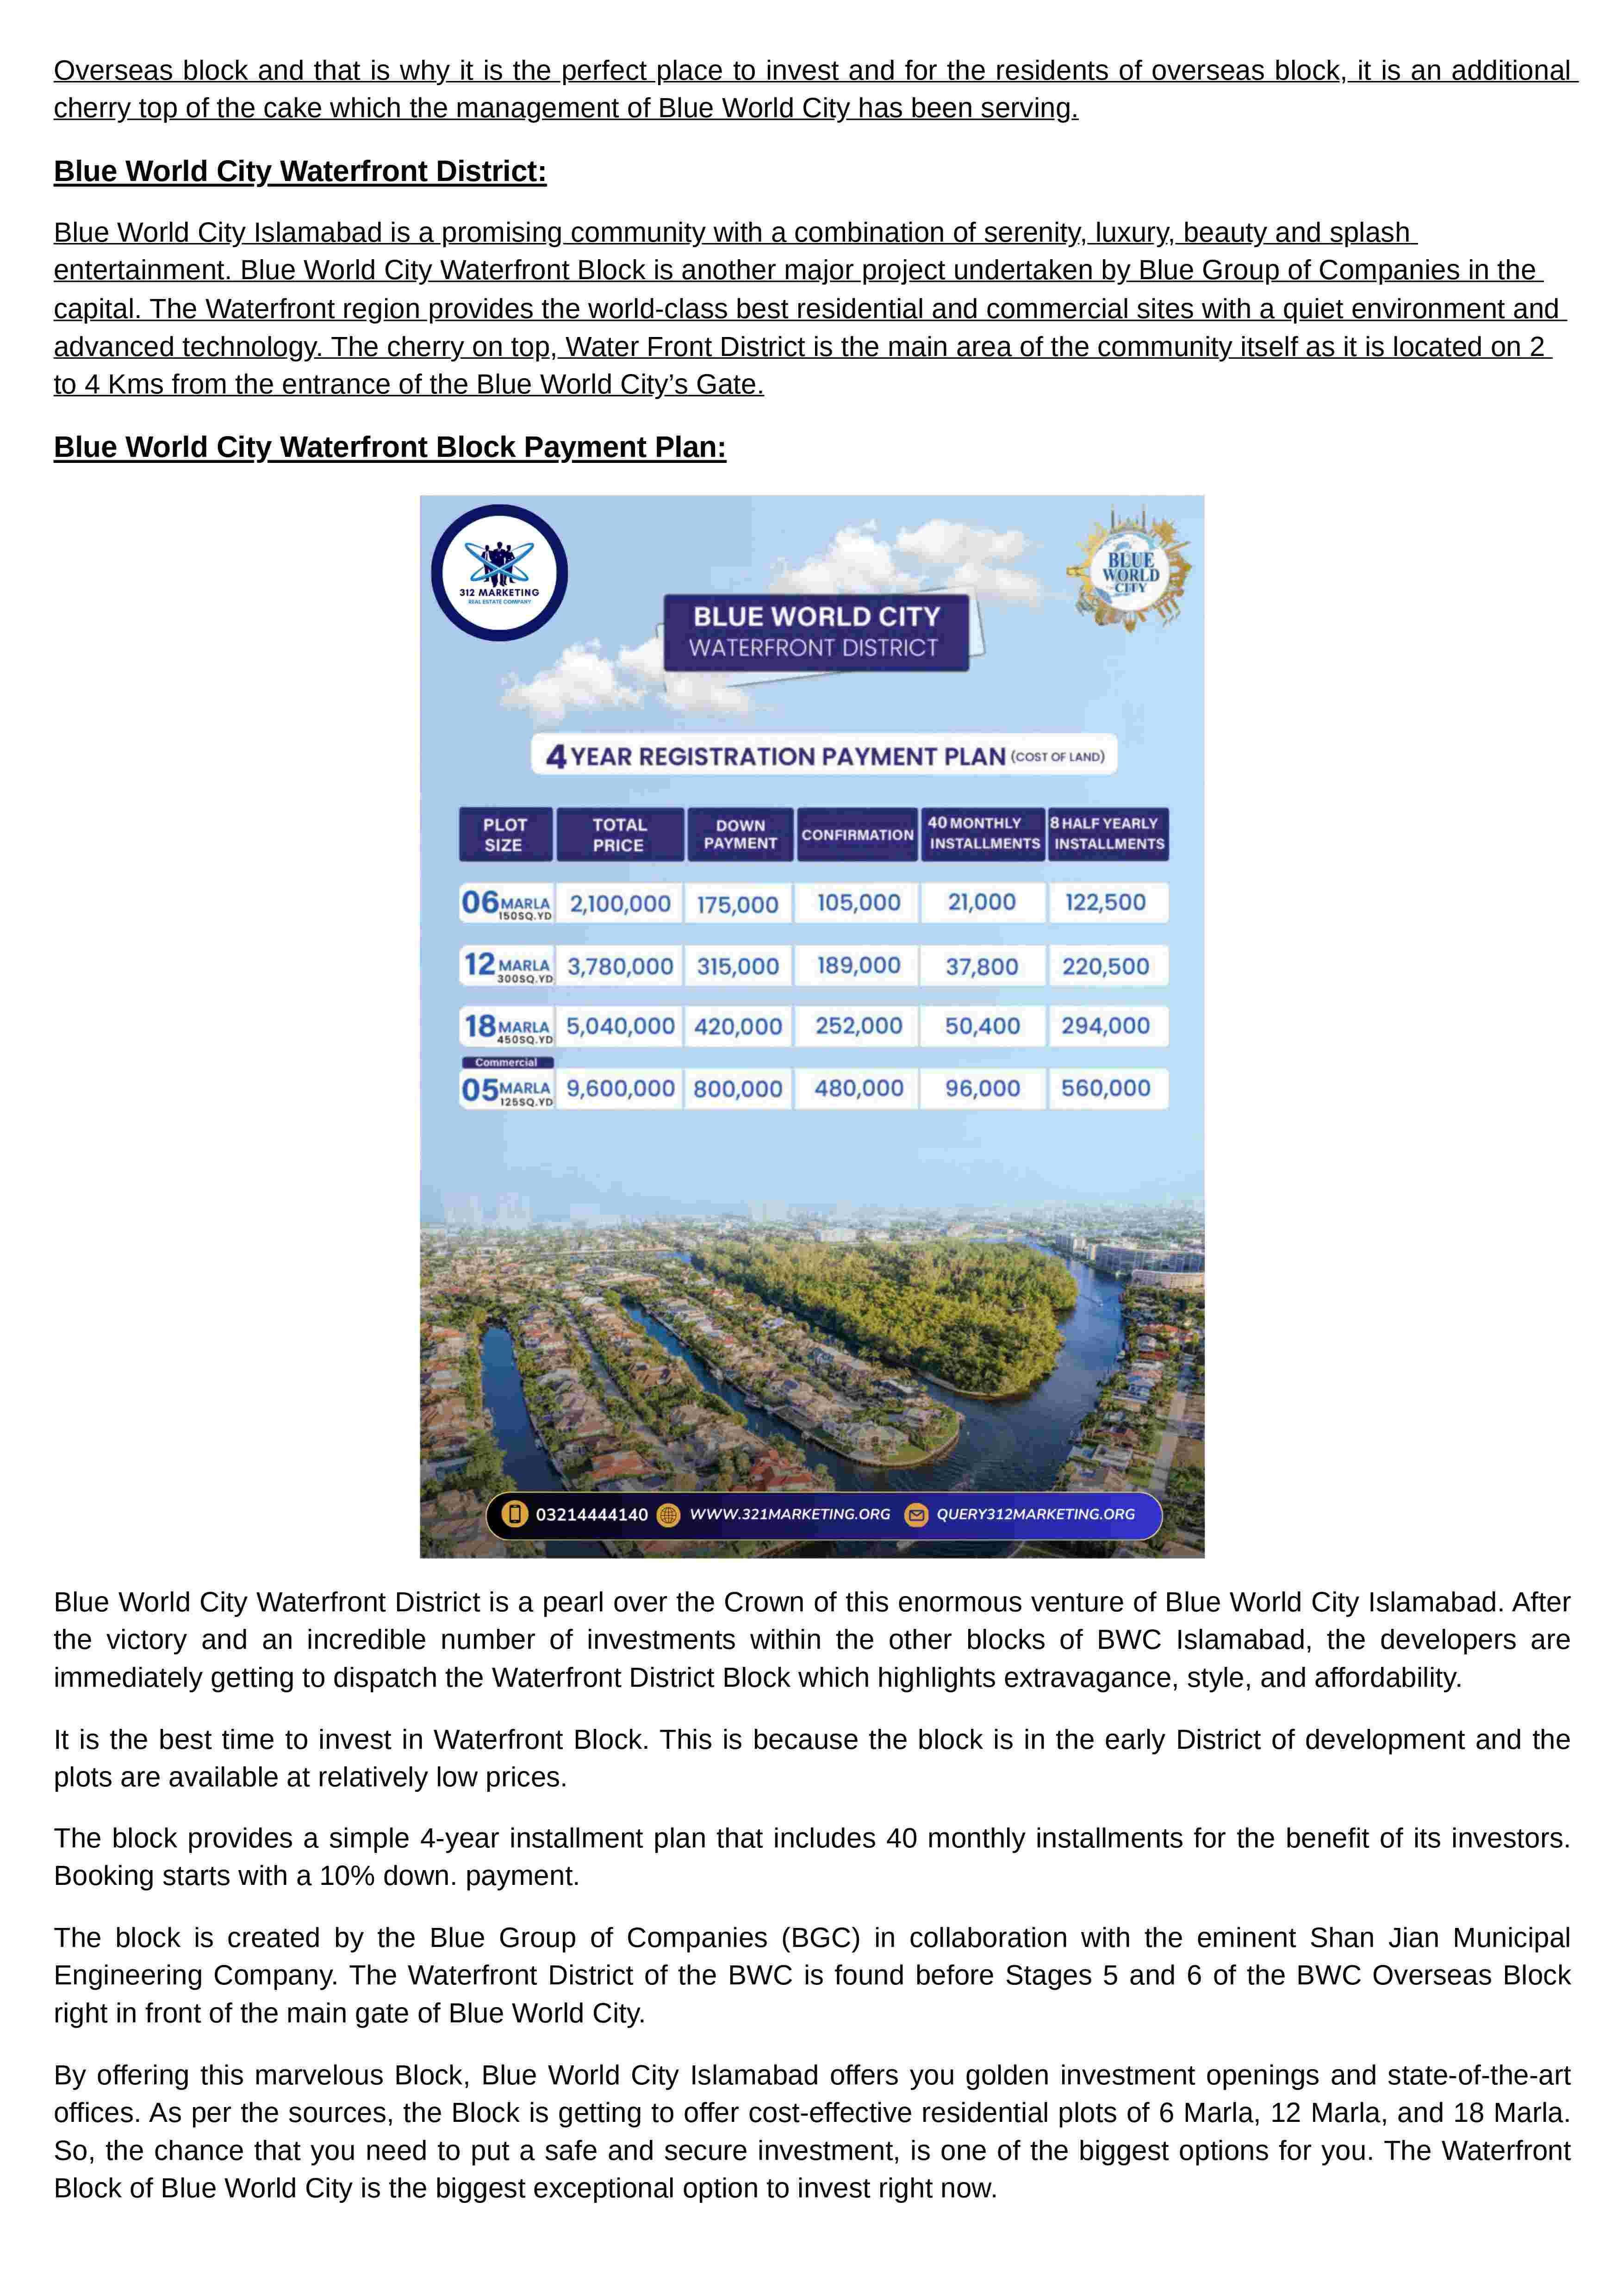 Overseas block and that is why it is the perfect place to invest and for the residents of overseas block, it is an additional
cherry top of the cake which the management of Blue World City has been serving.
Blue World City Waterfront District:
Blue World City Islamabad is a promising community with a combination of serenity, luxury, beauty and splash
entertainment. Blue World City Waterfront Block is another major project undertaken by Blue Group of Companies in the
capital. The Waterfront region provides the world-class best residential and commercial sites with a quiet environment and
advanced technology. The cherry on top, Water Front District is the main area of the community itself as it is located on 2
to 4 Kms from the entrance of the Blue World City’s Gate.
Blue World City Waterfront Block Payment Plan:
312 MARKETING
REAL ESTATE COMPANY
BLUE
WORLD
CITY
BLUE WORLD CITY
WATERFRONT DISTRICT
4 YEAR REGISTRATION PAYMENT PLAN (COST OF LAND)
PLOT SIZE TOTAL PRICE DOWN PAYMENT CONFIRMATION 40 MONTHLY INSTALLMENTS 8 HALF YEARLY INSTALLMENTS
06 MARLA 150SQ.YD 2,100,000 175,000 105,000 21,000 122,500
12 MARLA 300SQ.YD 3,780,000 315,000 189,000 37,800 220,500
18 MARLA 450SQ.YD 5,040,000 420,000 252,000 50,400 294,000
Commercial
05 MARLA 125SQ.YD 9,600,000 800,000 480,000 96,000 560,000
03214444140 WWW.321MARKETING.ORG QUERY312MARKETING.ORG
Blue World City Waterfront District is a pearl over the Crown of this enormous venture of Blue World City Islamabad. After
the victory and an incredible number of investments within the other blocks of BWC Islamabad, the developers are
immediately getting to dispatch the Waterfront District Block which highlights extravagance, style, and affordability.
It is the best time to invest in Waterfront Block. This is because the block is in the early District of development and the
plots are available at relatively low prices.
The block provides a simple 4-year installment plan that includes 40 monthly installments for the benefit of its investors.
Booking starts with a 10% down. payment.
The block is created by the Blue Group of Companies (BGC) in collaboration with the eminent Shan Jian Municipal
Engineering Company. The Waterfront District of the BWC is found before Stages 5 and 6 of the BWC Overseas Block
right in front of the main gate of Blue World City.
By offering this marvelous Block, Blue World City Islamabad offers you golden investment openings and state-of-the-art
offices. As per the sources, the Block is getting to offer cost-effective residential plots of 6 Marla, 12 Marla, and 18 Marla.
So, the chance that you need to put a safe and secure investment, is one of the biggest options for you. The Waterfront
Block of Blue World City is the biggest exceptional option to invest right now.